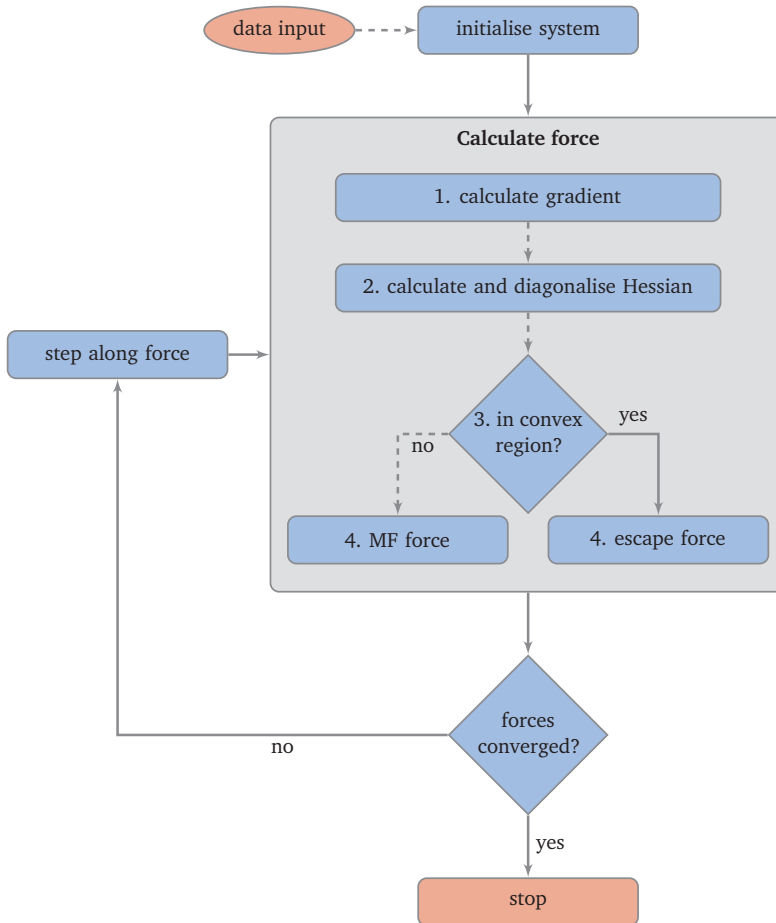 data input
initialise system
Calculate force
1. calculate gradient
2. calculate and diagonalise Hessian
step along force
3. in convex
region?
yes
no
4. MF force
4. escape force
forces
converged?
no
yes
stop